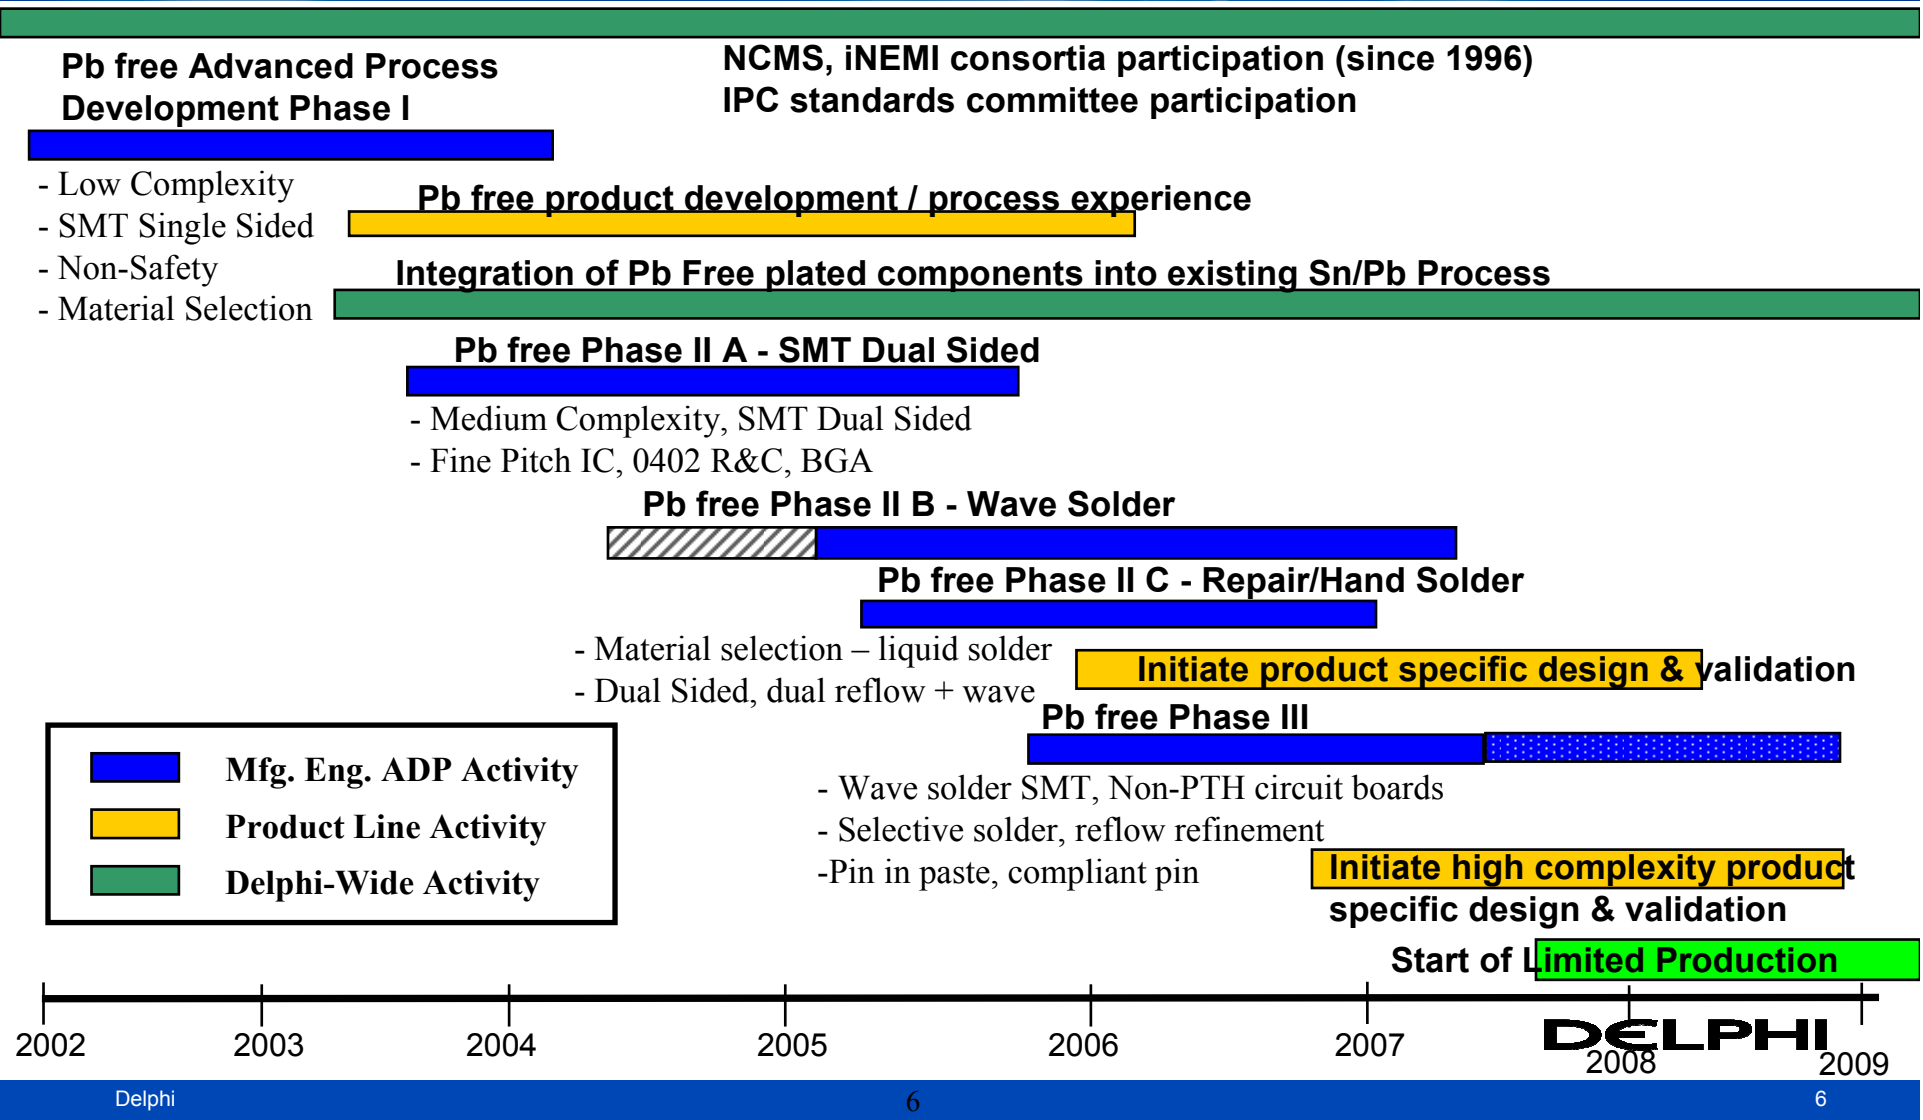 Pb free Advanced Process
Development Phase I
NCMS, iNEMI consortia participation (since 1996)
IPC standards committee participation
- Low Complexity
- SMT Single Sided
- Non-Safety
- Material Selection
Pb free product development / process experience
Integration of Pb Free plated components into existing Sn/Pb Process
Pb free Phase II A - SMT Dual Sided
- Medium Complexity, SMT Dual Sided
- Fine Pitch IC, 0402 R&C, BGA
Pb free Phase II B - Wave Solder
Pb free Phase II C - Repair/Hand Solder
- Material selection – liquid solder
- Dual Sided, dual reflow + wave
Initiate product specific design & validation
Pb free Phase III
- Wave solder SMT, Non-PTH circuit boards
- Selective solder, reflow refinement
-Pin in paste, compliant pin
Mfg. Eng. ADP Activity
Product Line Activity
Delphi-Wide Activity
Initiate high complexity product
specific design & validation
Start of Limited Production
2002 2003 2004 2005 2006 2007 2008 2009
DELPHI
Delphi 6 6